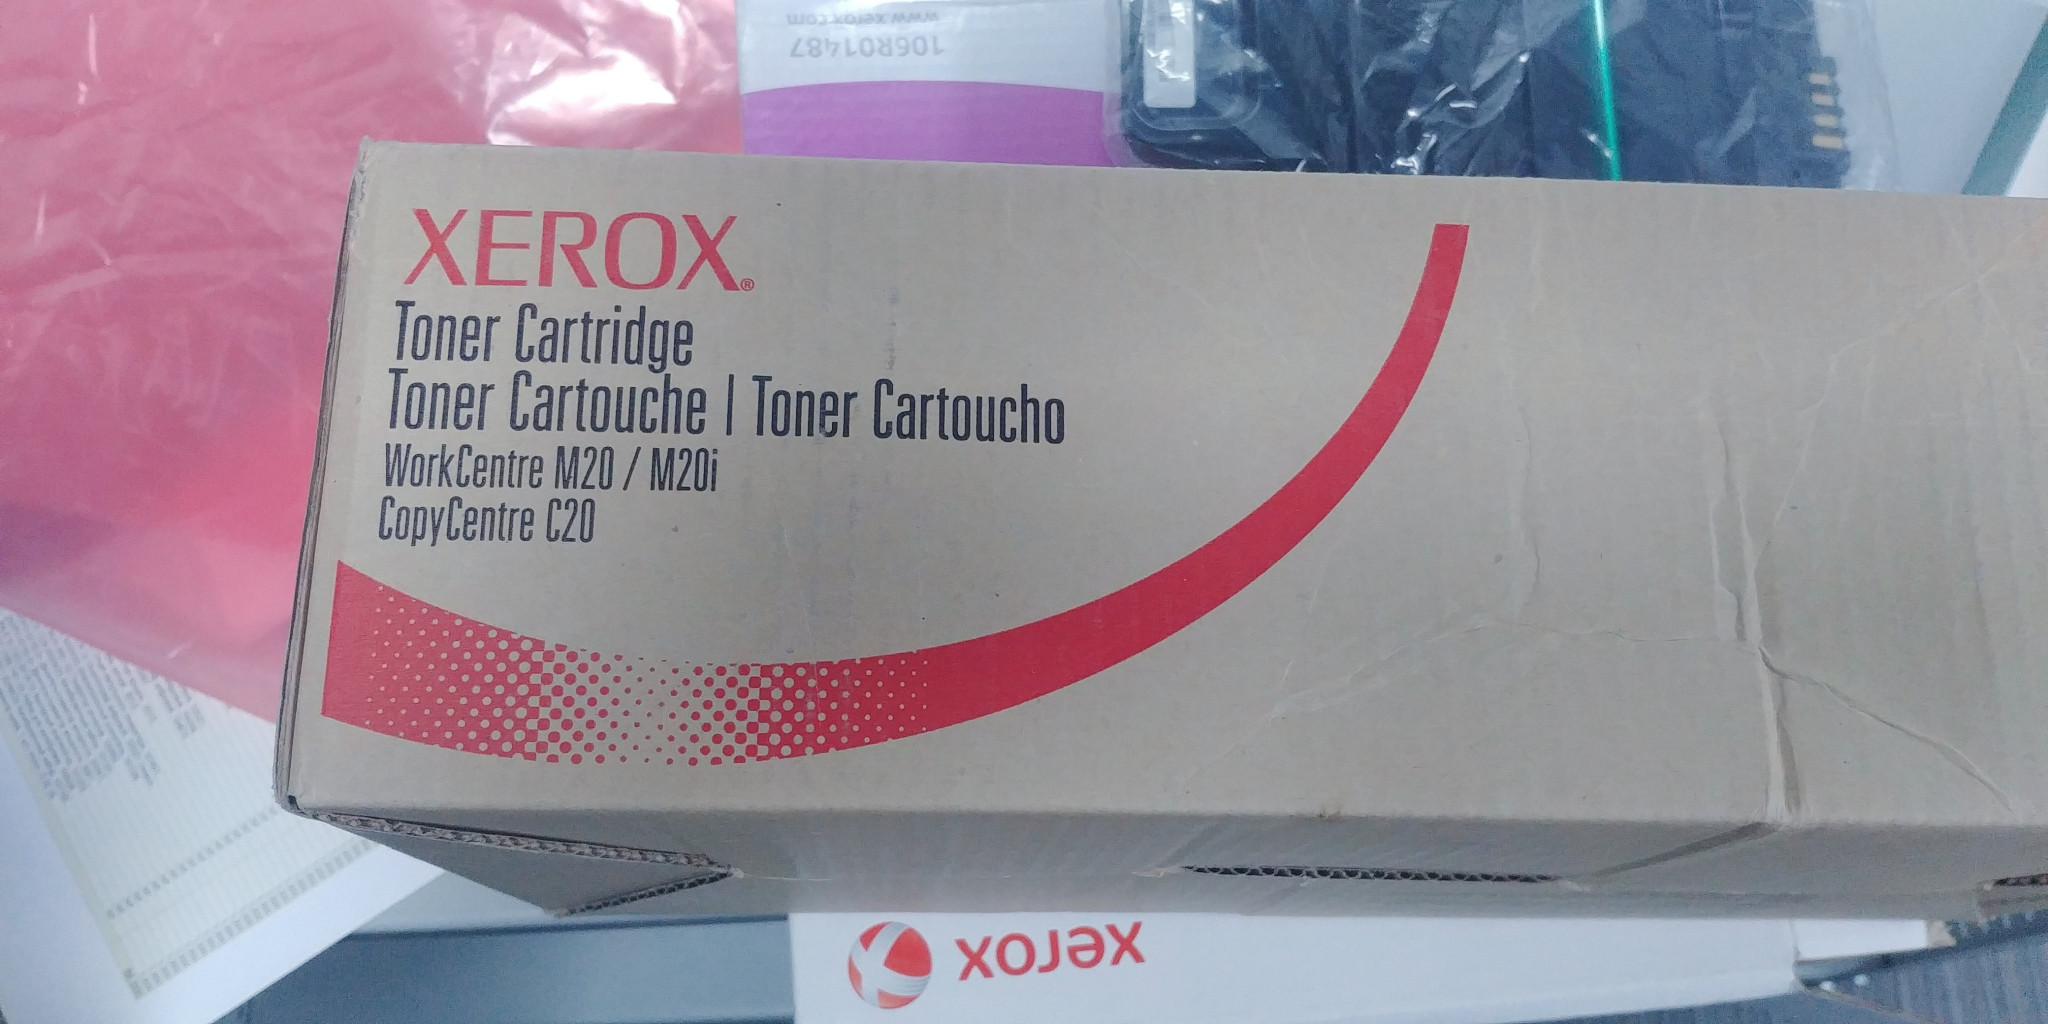 www.xerox.com
106R01487
XEROX®
Toner Cartridge
Toner Cartouche | Toner Cartoucho
WorkCentre M20 / M20i
CopyCentre C20
xerox